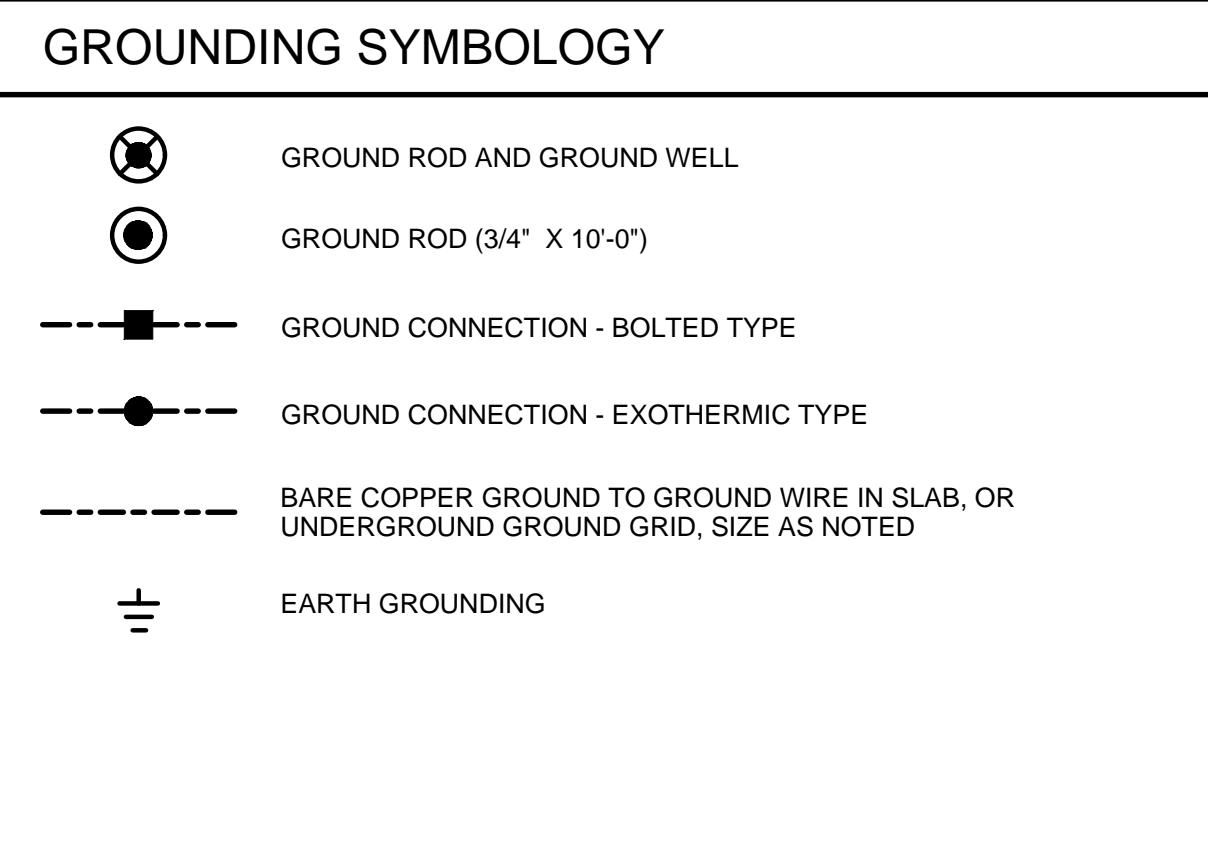 GROUNDING SYMBOLOGY
GROUND ROD AND GROUND WELL
GROUND ROD (3/4"  X 10'-0")
GROUND CONNECTION - BOLTED TYPE
GROUND CONNECTION - EXOTHERMIC TYPE
BARE COPPER GROUND TO GROUND WIRE IN SLAB, OR
UNDERGROUND GROUND GRID, SIZE AS NOTED
EARTH GROUNDING